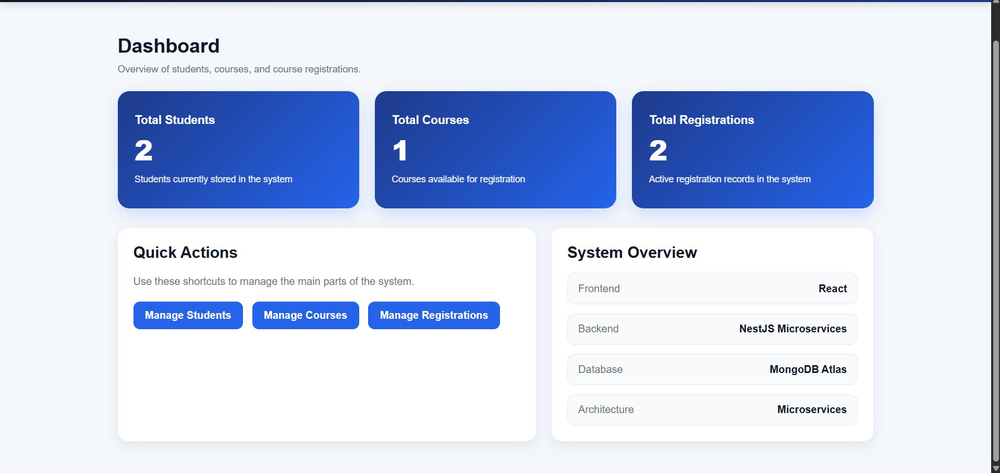 Dashboard
Overview of students, courses, and course registrations.
Total Students
2
Students currently stored in the system
Total Courses
1
Courses available for registration
Total Registrations
2
Active registration records in the system
Quick Actions
Use these shortcuts to manage the main parts of the system.
Manage Students
Manage Courses
Manage Registrations
System Overview
Frontend React
Backend NestJS Microservices
Database MongoDB Atlas
Architecture Microservices